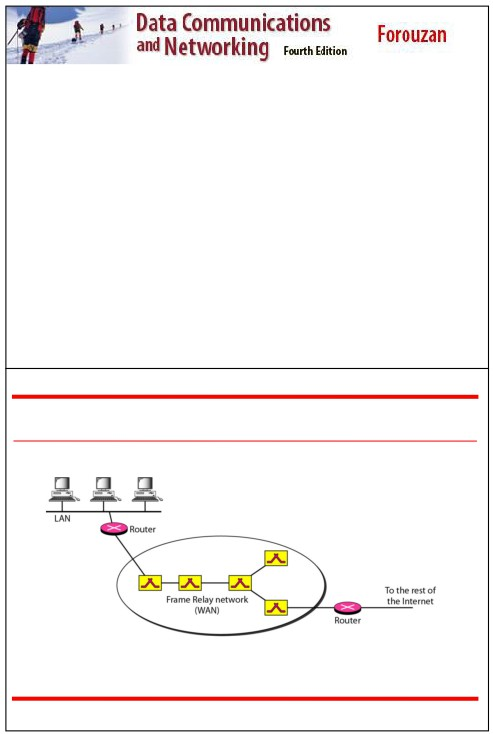 Data Communications
and Networking Fourth Edition
Forouzan
LAN
Router
Frame Relay network
(WAN)
To the rest of
the Internet
Router